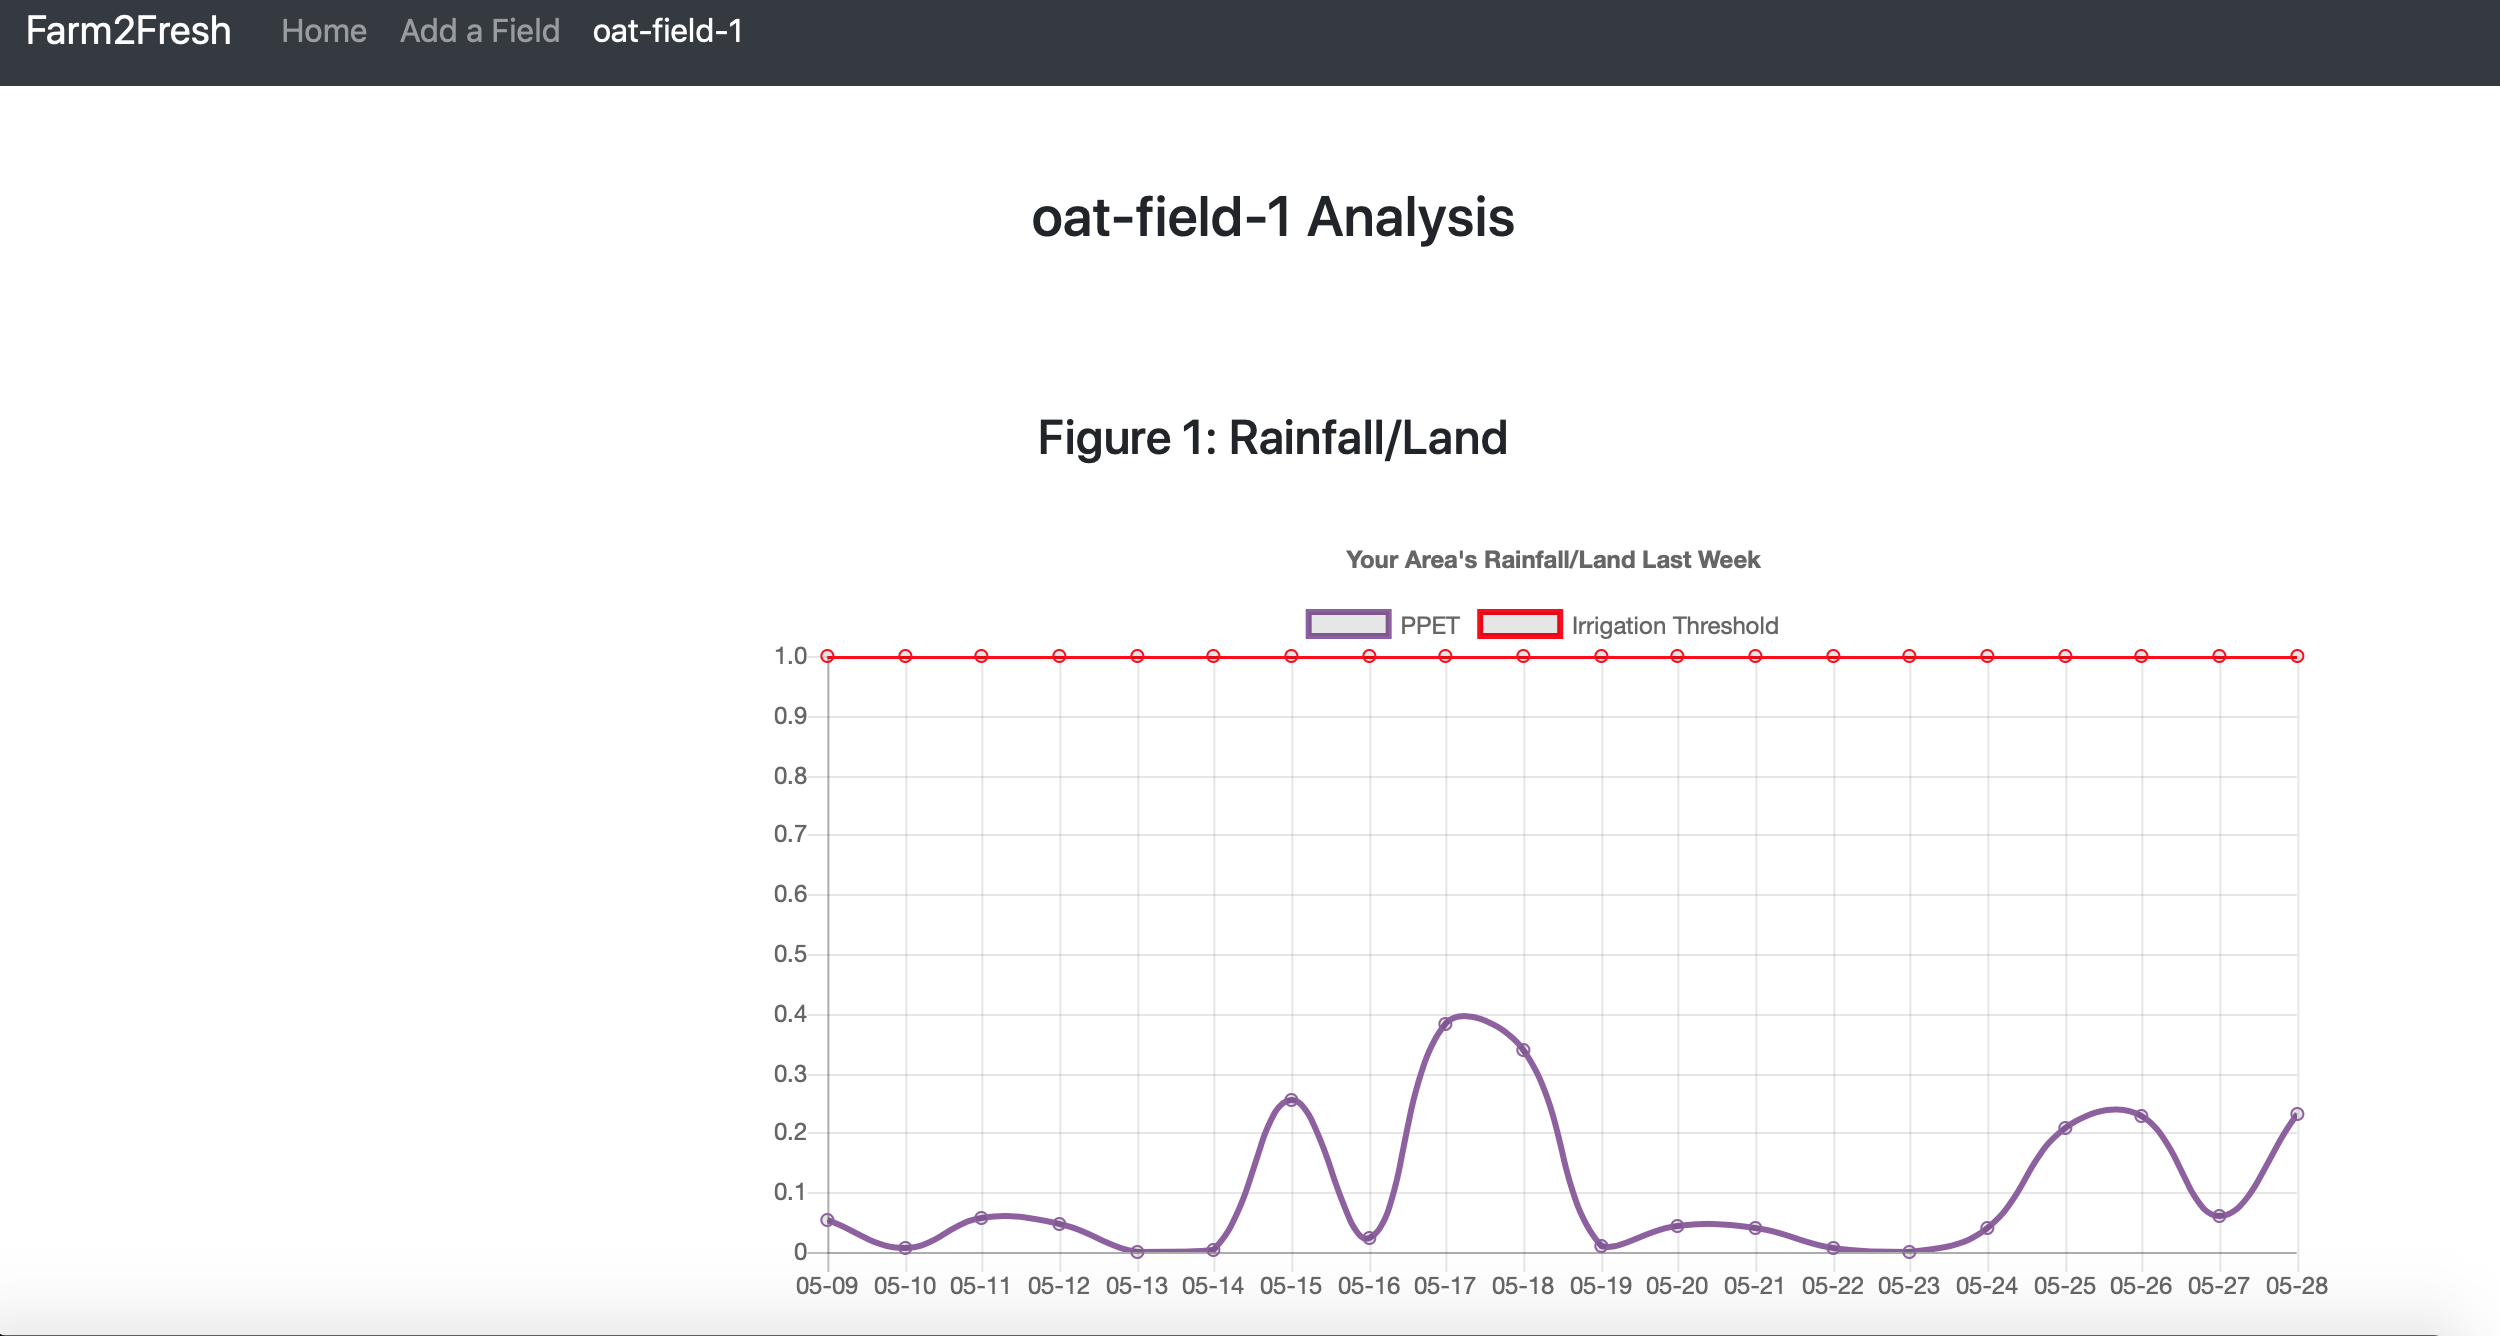 Farm2Fresh Home Add a Field oat-field-1
oat-field-1 Analysis
Figure 1: Rainfall/Land
Your Area's Rainfall/Land Last Week
PPET Irrigation Threshold
1.0
0.9
0.8
0.7
0.6
0.5
0.4
0.3
0.2
0.1
0
05-09 05-10 05-11 05-12 05-13 05-14 05-15 05-16 05-17 05-18 05-19 05-20 05-21 05-22 05-23 05-24 05-25 05-26 05-27 05-28